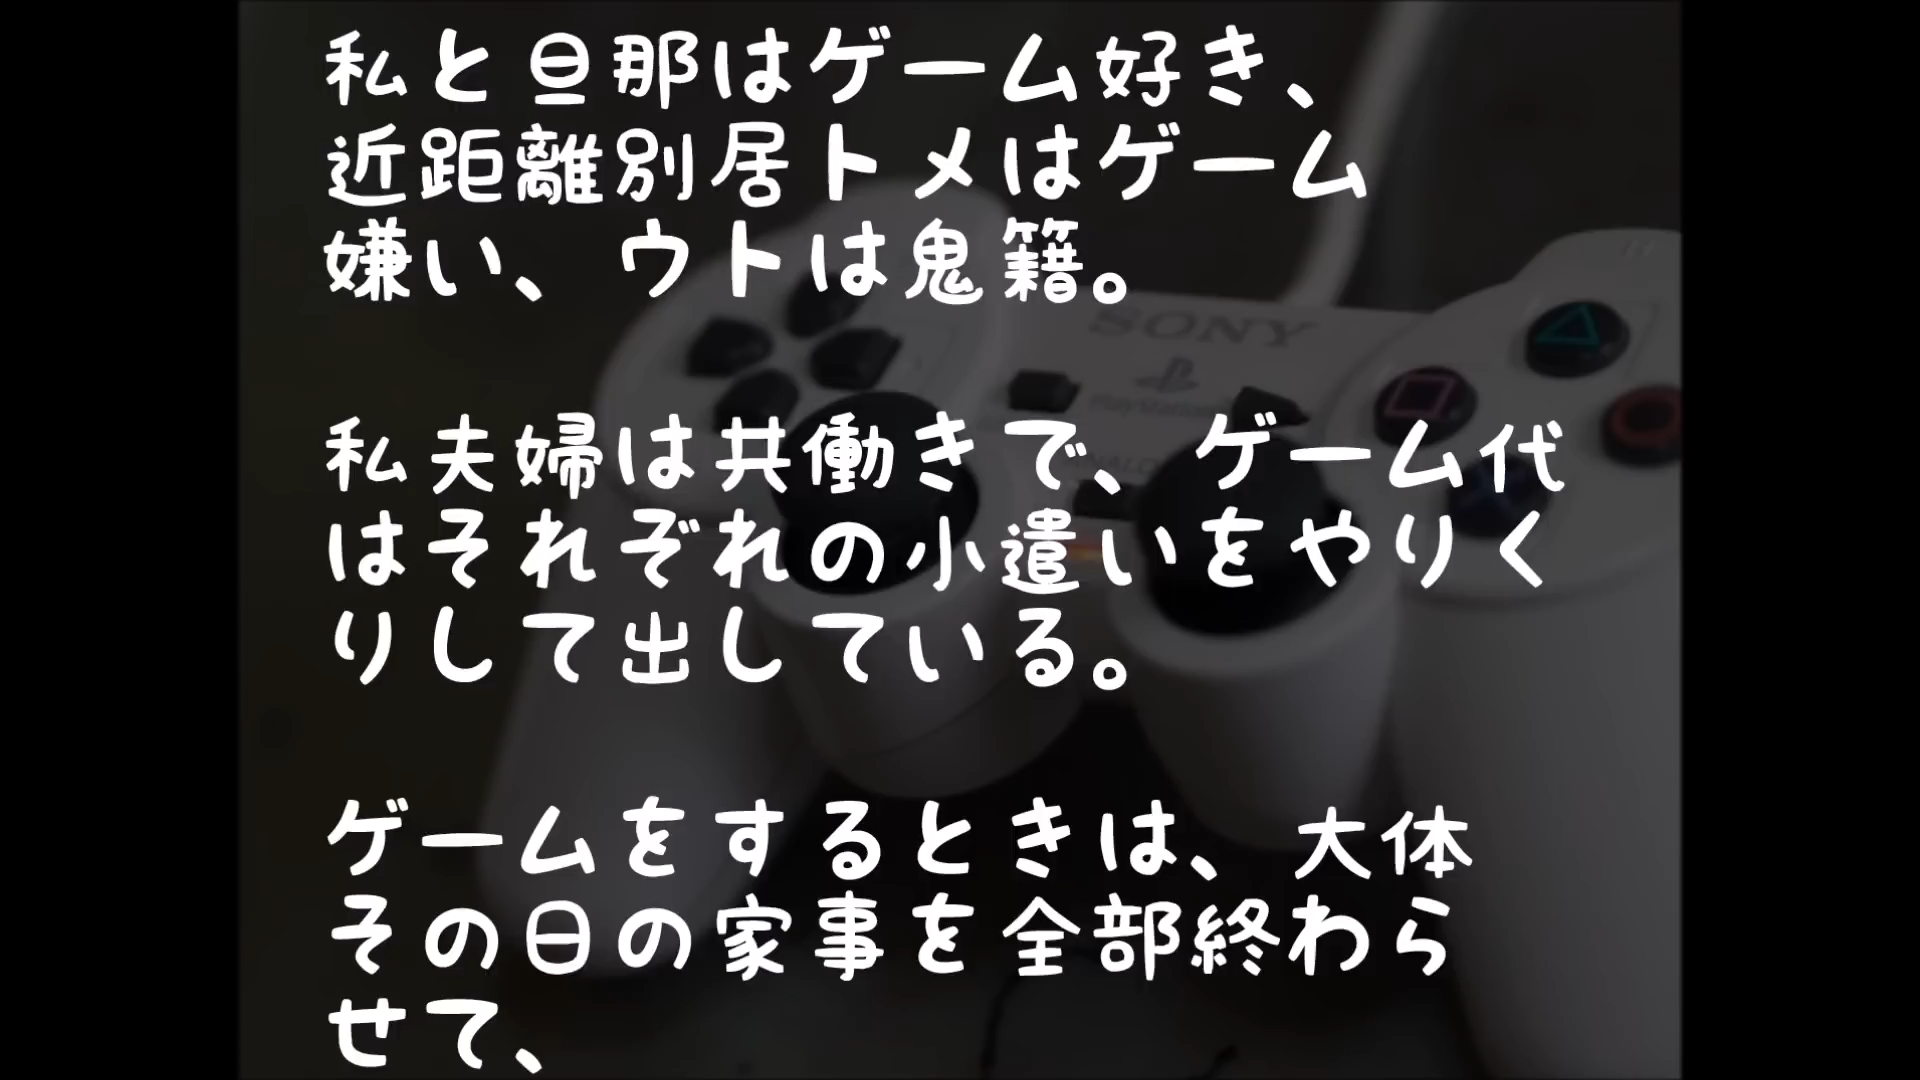 私と旦那はゲーム好き、
近距離別居トメはゲーム
嫌い、ウトは鬼籍。
私夫婦は共働きで、ゲーム代
はそれぞれの小遣いをやりく
りして出している。
ゲームをするときは、大体
その日の家事を全部終わら
せて、
SONY
PlayStation
ANALOG